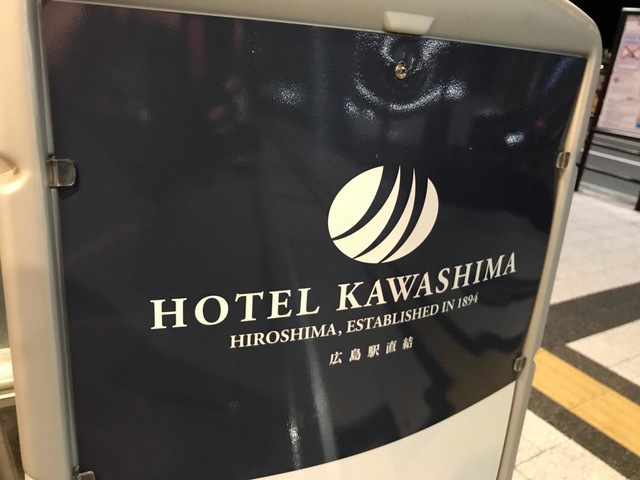 HOTEL KAWASHIMA
HIROSHIMA, ESTABLISHED IN 1894
広島駅直結